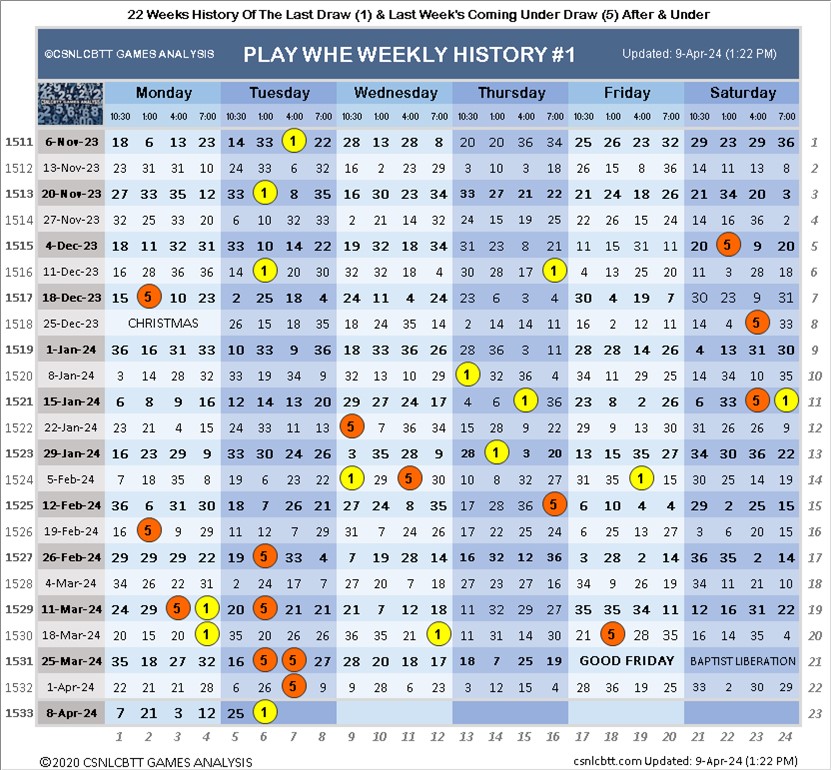 22 Weeks History Of The Last Draw (1) & Last Week's Coming Under Draw (5) After & Under
©CSNLCBTT GAMES ANALYSIS PLAY WHE WEEKLY HISTORY #1 Updated: 9-Apr-24 (1:22 PM)
Monday Tuesday Wednesday Thursday Friday Saturday
10:30 1:00 4:00 7:00 10:30 1:00 4:00 7:00 10:30 1:00 4:00 7:00 10:30 1:00 4:00 7:00 10:30 1:00 4:00 7:00 10:30 1:00 4:00 7:00
1511 6-Nov-23 18 6 13 23 14 33 1 22 28 13 28 8 20 20 36 34 25 26 23 32 29 23 29 36 1
1512 13-Nov-23 23 31 31 10 24 33 6 32 16 2 23 29 3 10 3 18 26 15 8 36 14 11 13 8 2
1513 20-Nov-23 27 33 35 12 33 1 8 35 16 30 23 34 33 27 21 22 21 24 18 26 21 34 20 3 3
1514 27-Nov-23 32 25 33 20 6 10 32 33 2 21 14 32 24 15 19 25 22 26 15 24 14 16 36 2 4
1515 4-Dec-23 18 11 32 31 33 10 14 22 19 32 18 34 31 23 8 21 11 15 31 11 20 5 9 20 5
1516 11-Dec-23 16 28 36 36 14 1 20 30 32 32 18 4 30 28 17 1 4 13 25 20 11 3 28 18 6
1517 18-Dec-23 15 5 10 23 2 25 18 4 24 11 4 24 23 6 3 4 30 4 19 7 30 23 9 31 7
1518 25-Dec-23 CHRISTMAS 26 15 18 35 18 24 35 14 2 14 14 11 16 2 12 11 14 4 5 33 8
1519 1-Jan-24 36 16 31 33 10 33 9 36 18 33 36 26 28 36 3 11 28 28 14 26 4 13 31 30 9
1520 8-Jan-24 3 14 28 32 33 19 34 9 32 13 10 29 1 32 36 4 34 11 29 25 14 34 10 35 10
1521 15-Jan-24 6 8 9 16 12 14 13 20 29 27 24 17 4 6 1 36 23 8 2 26 6 33 5 1 11
1522 22-Jan-24 23 21 4 15 24 33 11 13 5 7 36 34 15 28 9 22 29 9 13 30 31 26 26 9 12
1523 29-Jan-24 16 23 29 9 33 30 24 26 3 35 28 9 28 1 3 20 13 15 35 27 34 30 36 22 13
1524 5-Feb-24 7 18 35 8 19 6 23 22 1 29 5 30 10 8 32 27 31 35 1 15 30 25 14 24 14
1525 12-Feb-24 36 6 31 30 18 7 26 21 27 24 8 35 17 28 36 5 6 10 4 4 29 2 25 15 15
1526 19-Feb-24 16 5 9 29 11 12 7 29 31 7 24 26 17 22 25 24 6 25 13 27 3 6 20 15 16
1527 26-Feb-24 29 29 29 22 19 5 33 4 7 19 28 14 16 32 12 36 3 28 2 14 36 35 2 14 17
1528 4-Mar-24 34 26 22 31 2 24 17 7 27 20 7 18 17 23 27 36 34 9 26 19 34 11 21 10 18
1529 11-Mar-24 24 29 5 1 20 5 21 21 21 7 12 18 11 32 29 27 35 35 34 11 12 16 31 22 19
1530 18-Mar-24 20 15 20 1 35 20 26 26 36 35 21 1 11 31 14 30 21 5 28 35 16 14 35 4 20
1531 25-Mar-24 35 18 27 32 16 5 5 27 28 20 18 17 18 7 25 19 GOOD FRIDAY BAPTIST LIBERATION 21
1532 1-Apr-24 22 21 21 28 6 26 5 9 9 28 6 23 3 12 15 4 28 36 19 25 33 2 30 29 22
1533 8-Apr-24 7 21 3 12 25 1 23
1 2 3 4 5 6 7 8 9 10 11 12 13 14 15 16 17 18 19 20 21 22 23 24
©2020 CSNLCBTT GAMES ANALYSIS csnlcbtt.com Updated: 9-Apr-24 (1:22 PM)